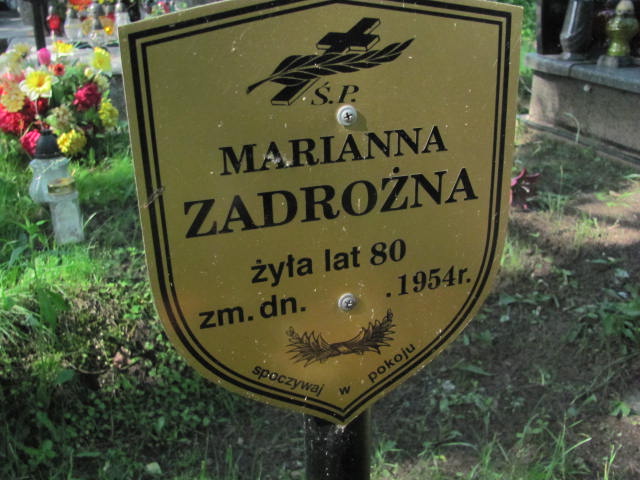 Ś.P.
MARIANNA
ZADROŻNA
żyła lat 80
zm. dn. . 1954r.
spoczywaj w pokoju